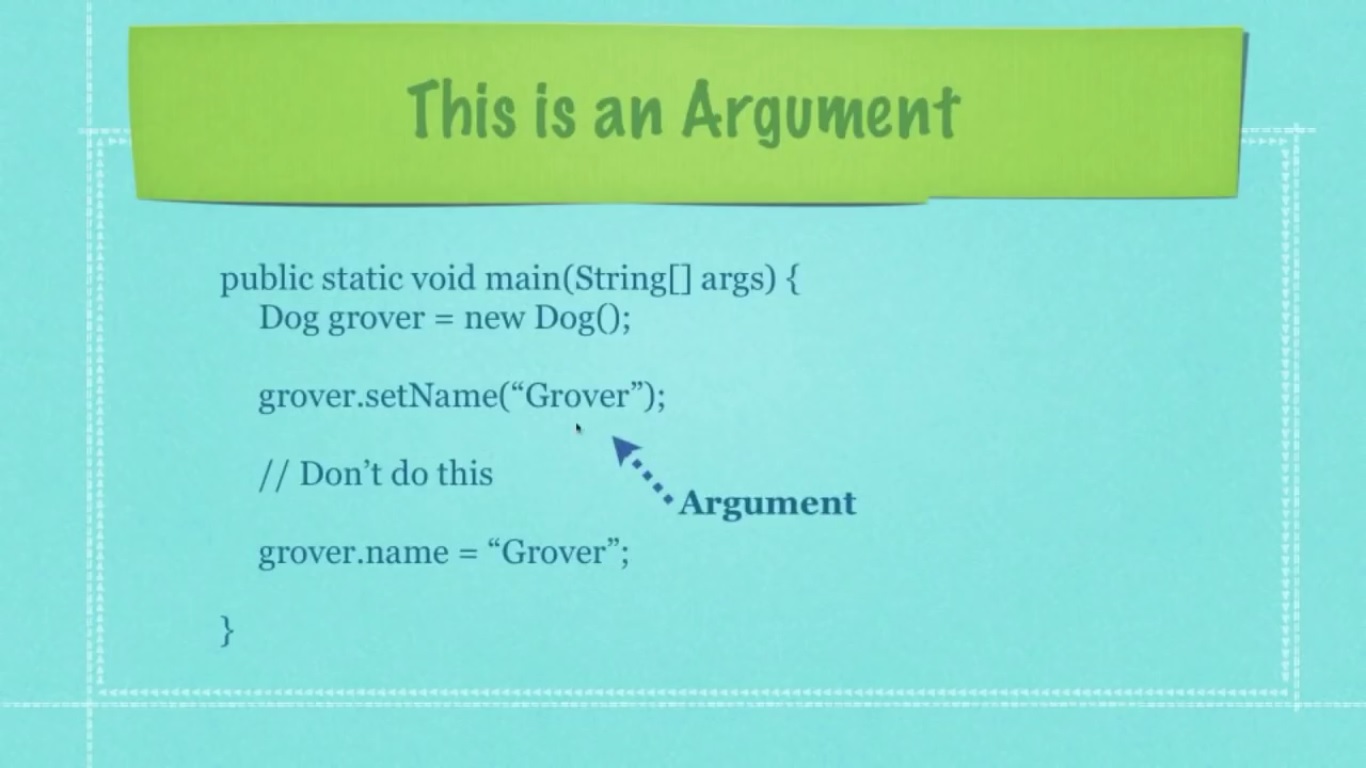 This is an Argument
public static void main(String[] args) {
Dog grover = new Dog();
grover.setName(“Grover”);
// Don’t do this
Argument
grover.name = “Grover”;
}